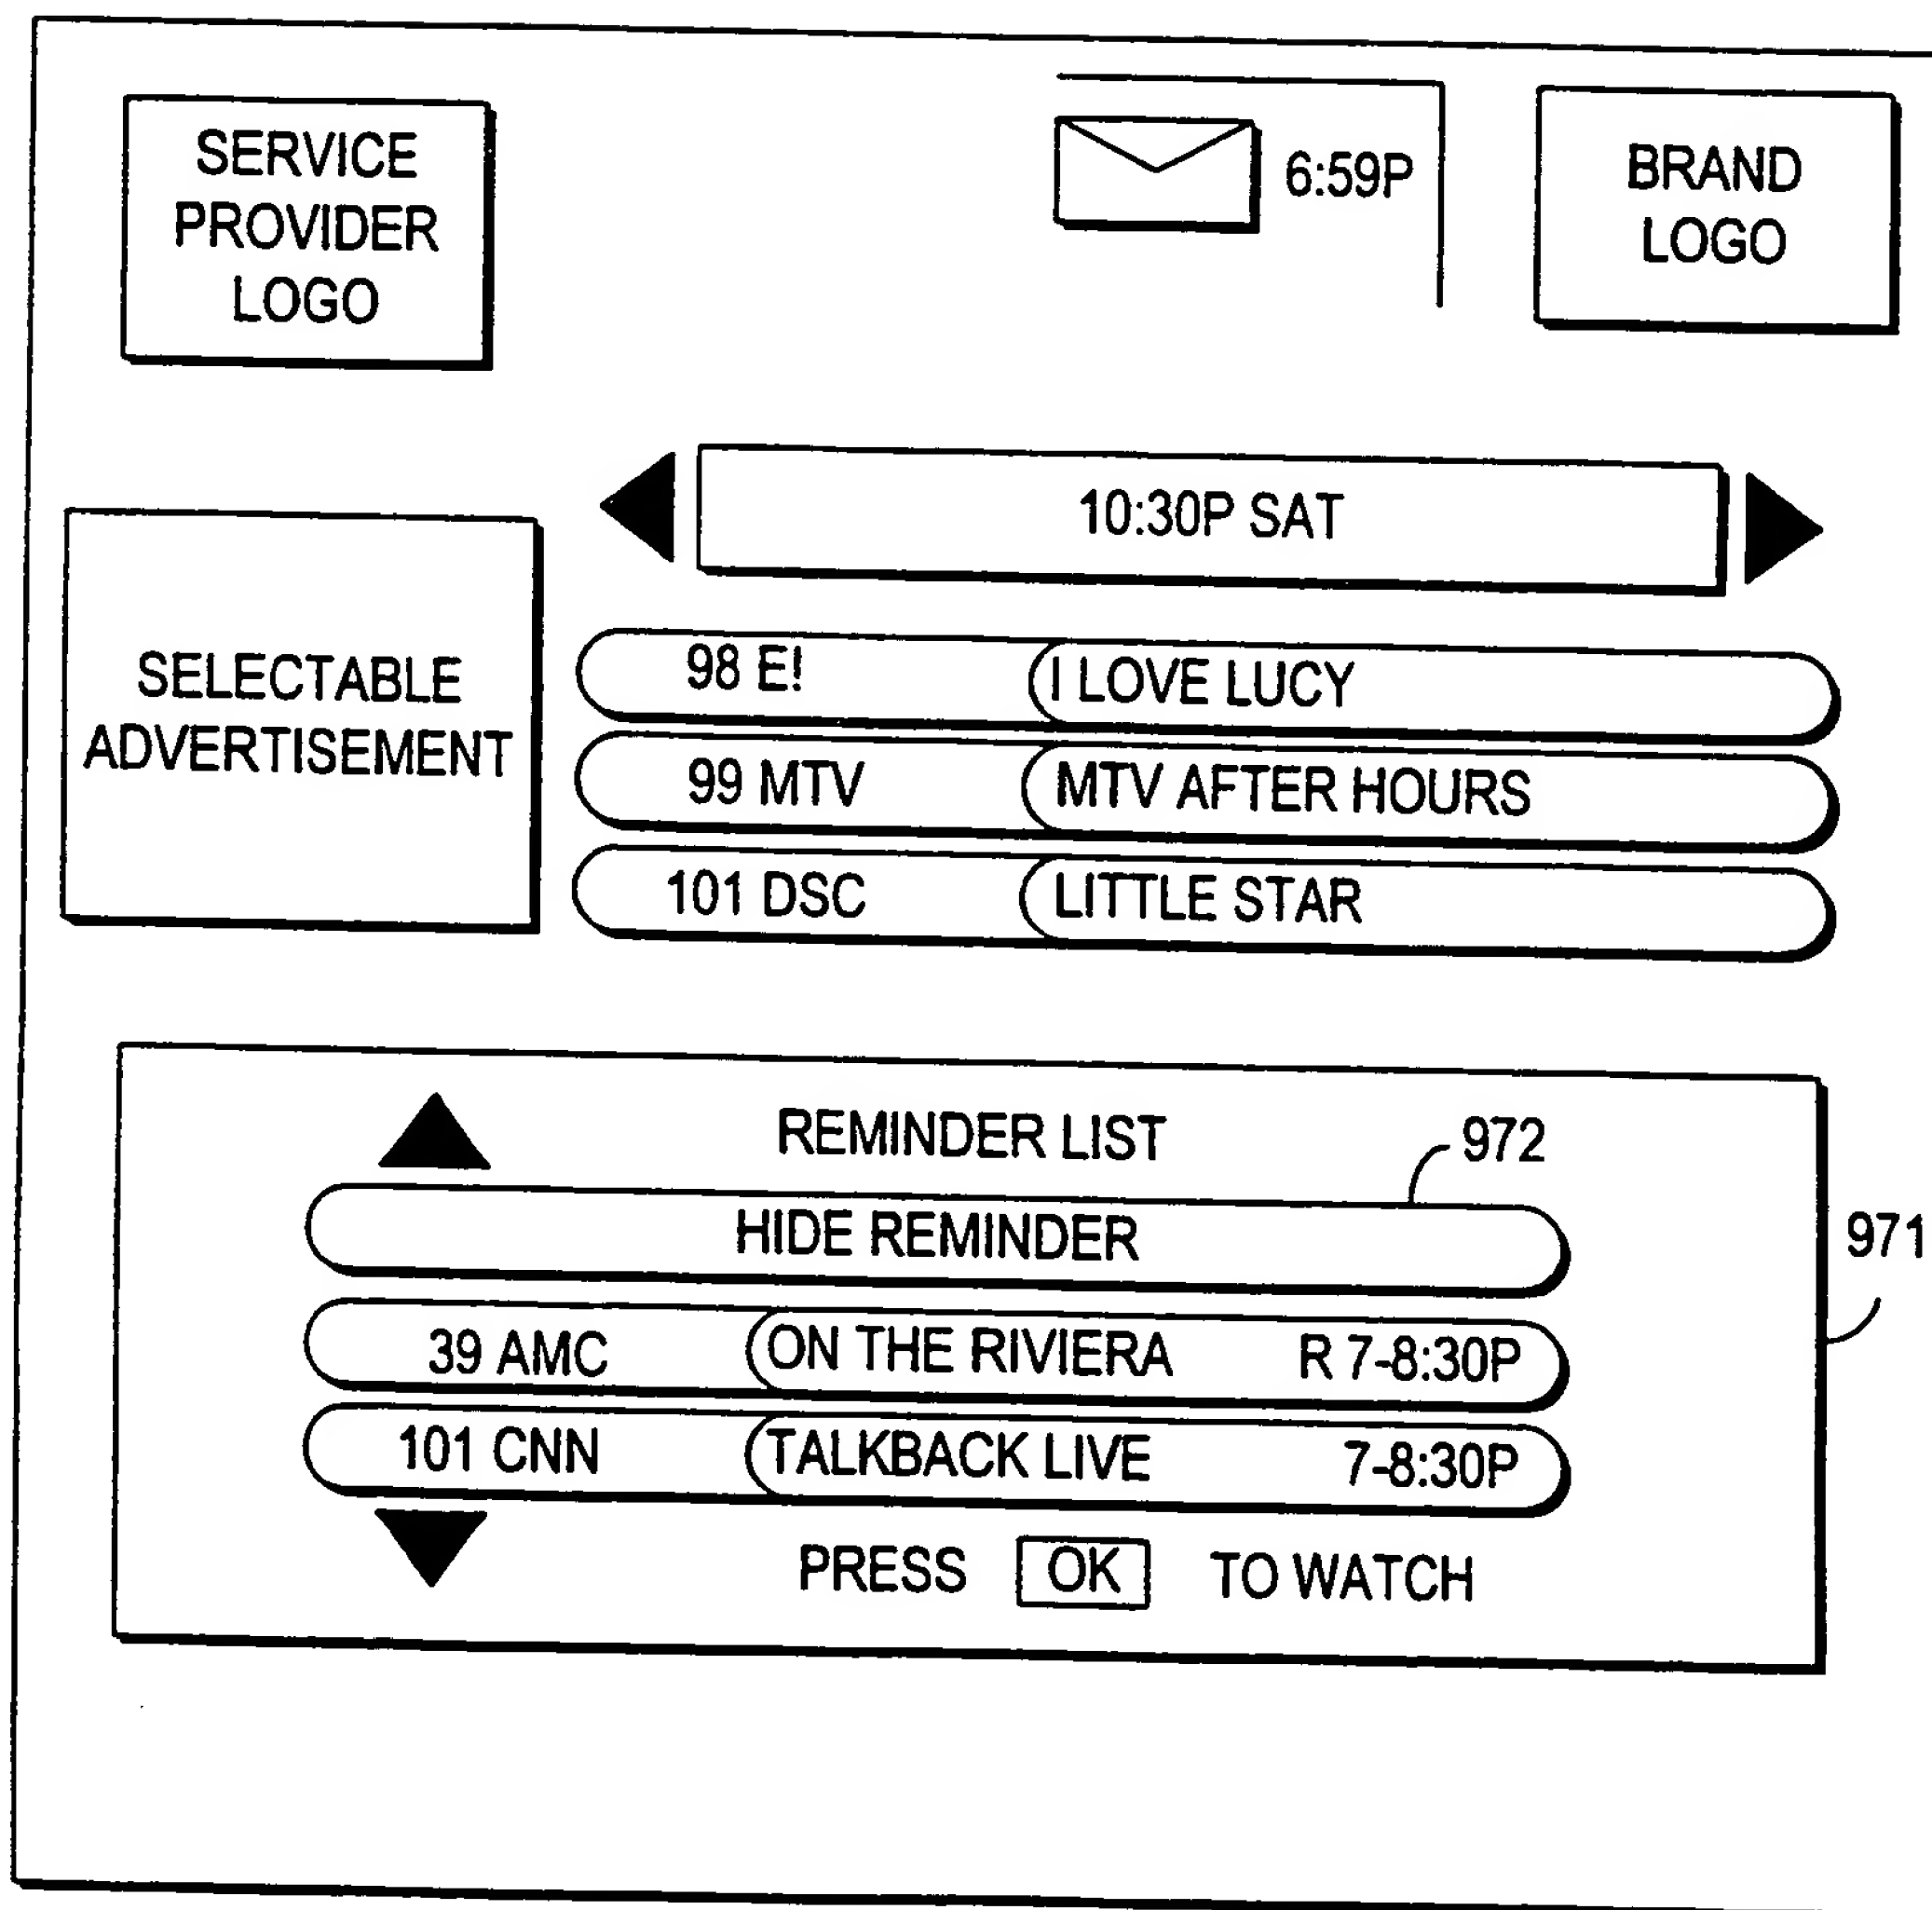 SERVICE
PROVIDER
LOGO
6:59P
BRAND
LOGO
10:30P SAT
SELECTABLE
ADVERTISEMENT
98 E! I LOVE LUCY
99 MTV MTV AFTER HOURS
101 DSC LITTLE STAR
REMINDER LIST
972
HIDE REMINDER
971
39 AMC ON THE RIVIERA R 7-8:30P
101 CNN TALKBACK LIVE 7-8:30P
PRESS OK TO WATCH